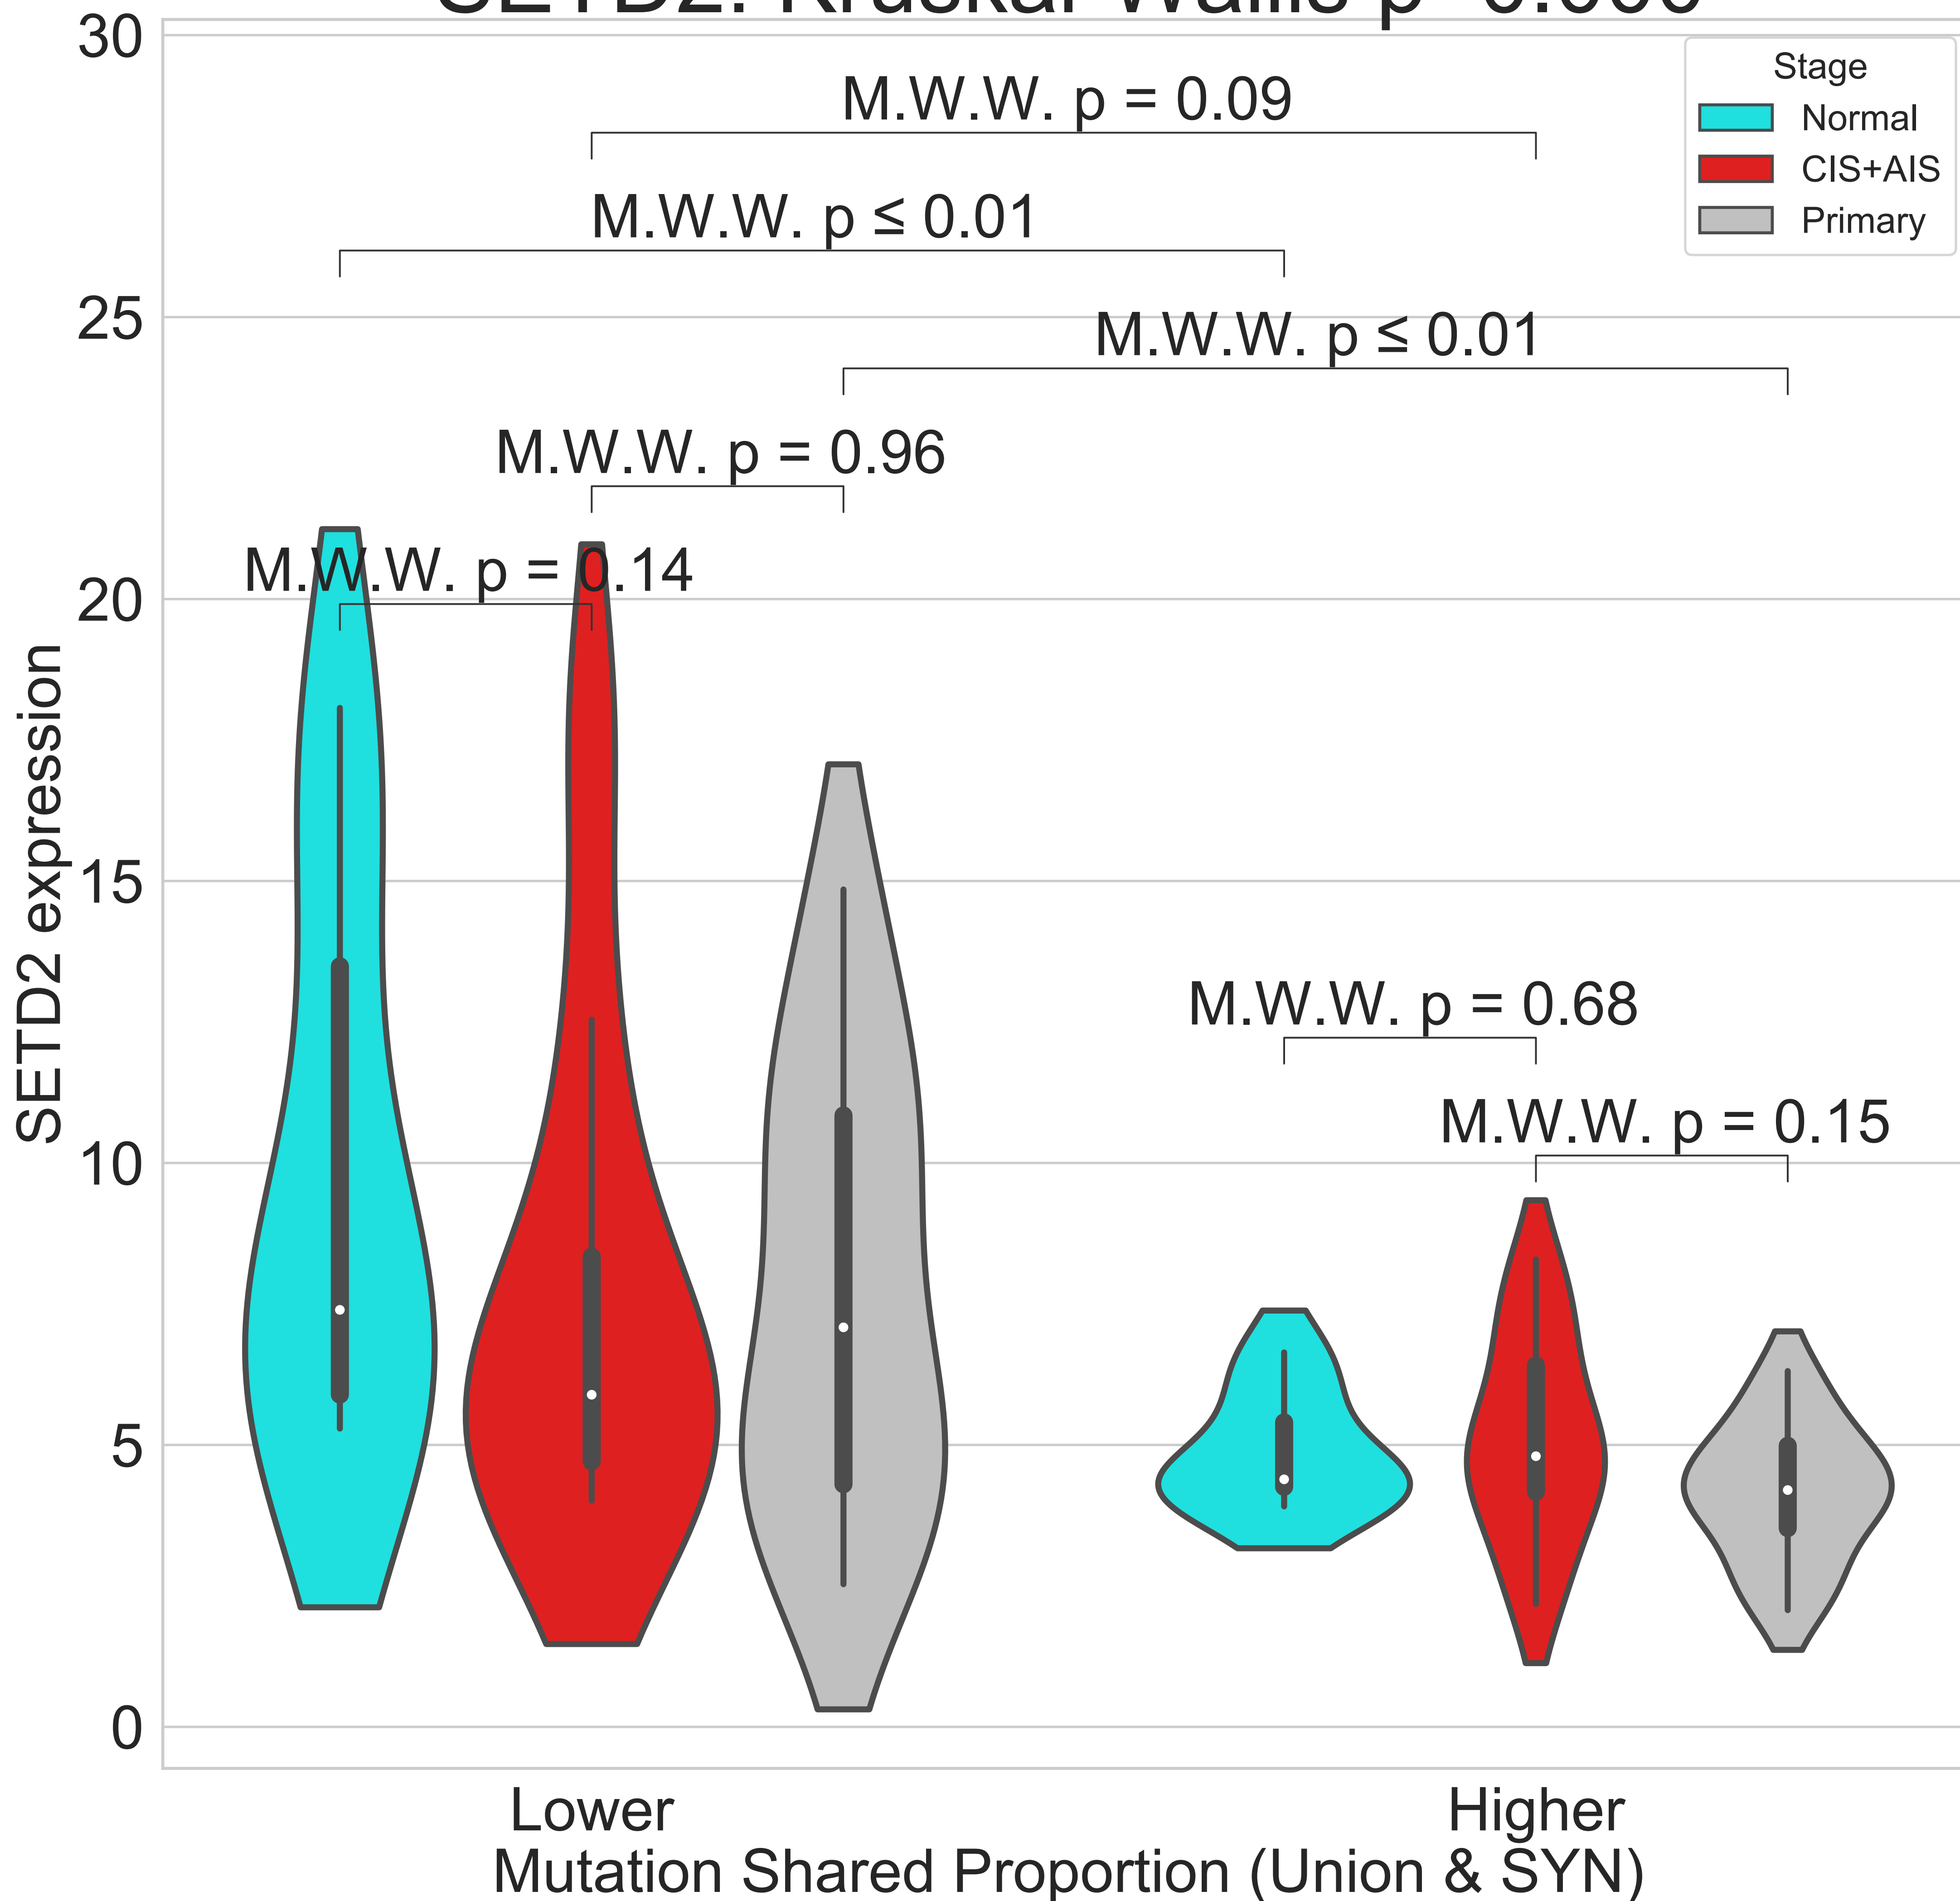 30
Stage
Normal
CIS+AIS
Primary
M.W.W. p = 0.09
M.W.W. p ≤ 0.01
25
M.W.W. p ≤ 0.01
M.W.W. p = 0.96
M.W.W. p = 0.14
20
SETD2 expression
15
M.W.W. p = 0.68
M.W.W. p = 0.15
10
5
0
Lower
Higher
Mutation Shared Proportion (Union & SYN)